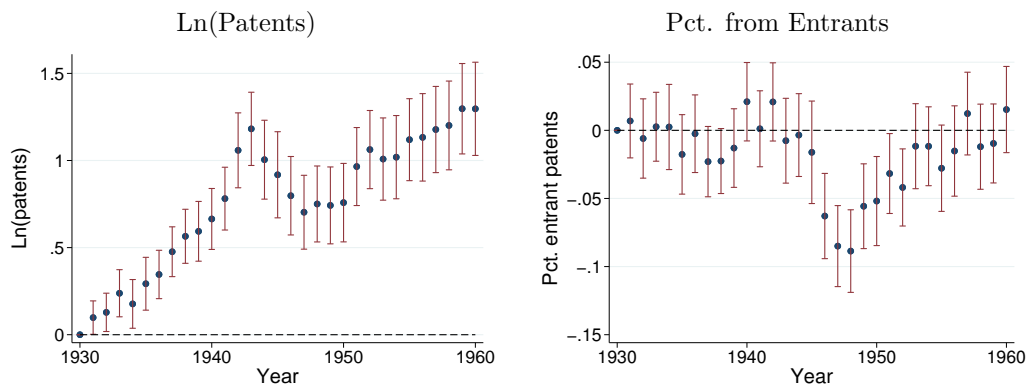 Ln(Patents)
Ln(patents)
1.5
1
.5
0
1930
1940
1950
1960
Year
Pct. from Entrants
Pct. entrant patents
.05
0
-.05
-.1
-.15
1930
1940
1950
1960
Year